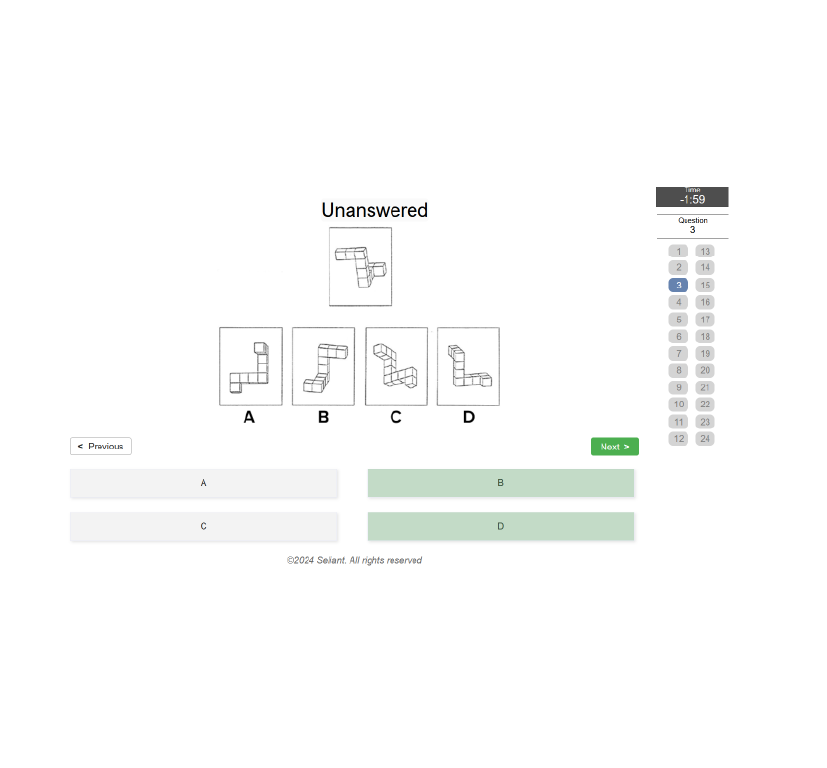 Time
-1:59
Unanswered
Question
3
1 13
2 14
3 15
4 16
5 17
6 18
7 19
8 20
9 21
10 22
11 23
12 24
A B C D
< Previous
Next >
A B
C D
©2024 Seliant. All rights reserved